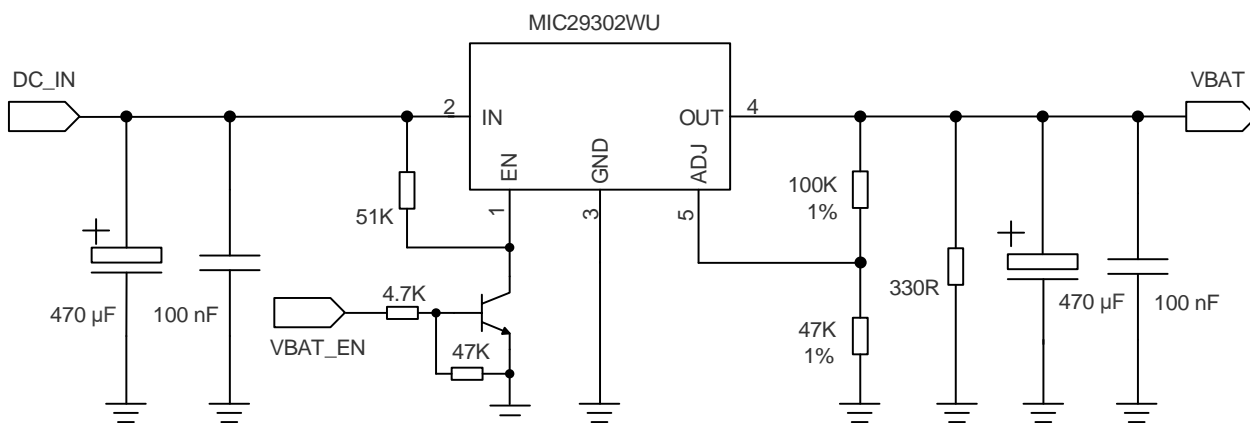 MIC29302WU
DC_IN
VBAT
2
IN
OUT
4
EN
GND
ADJ
1
3
5
51K
100K
1%
470 µF
100 nF
4.7K
VBAT_EN
47K
330R
47K
1%
470 µF
100 nF